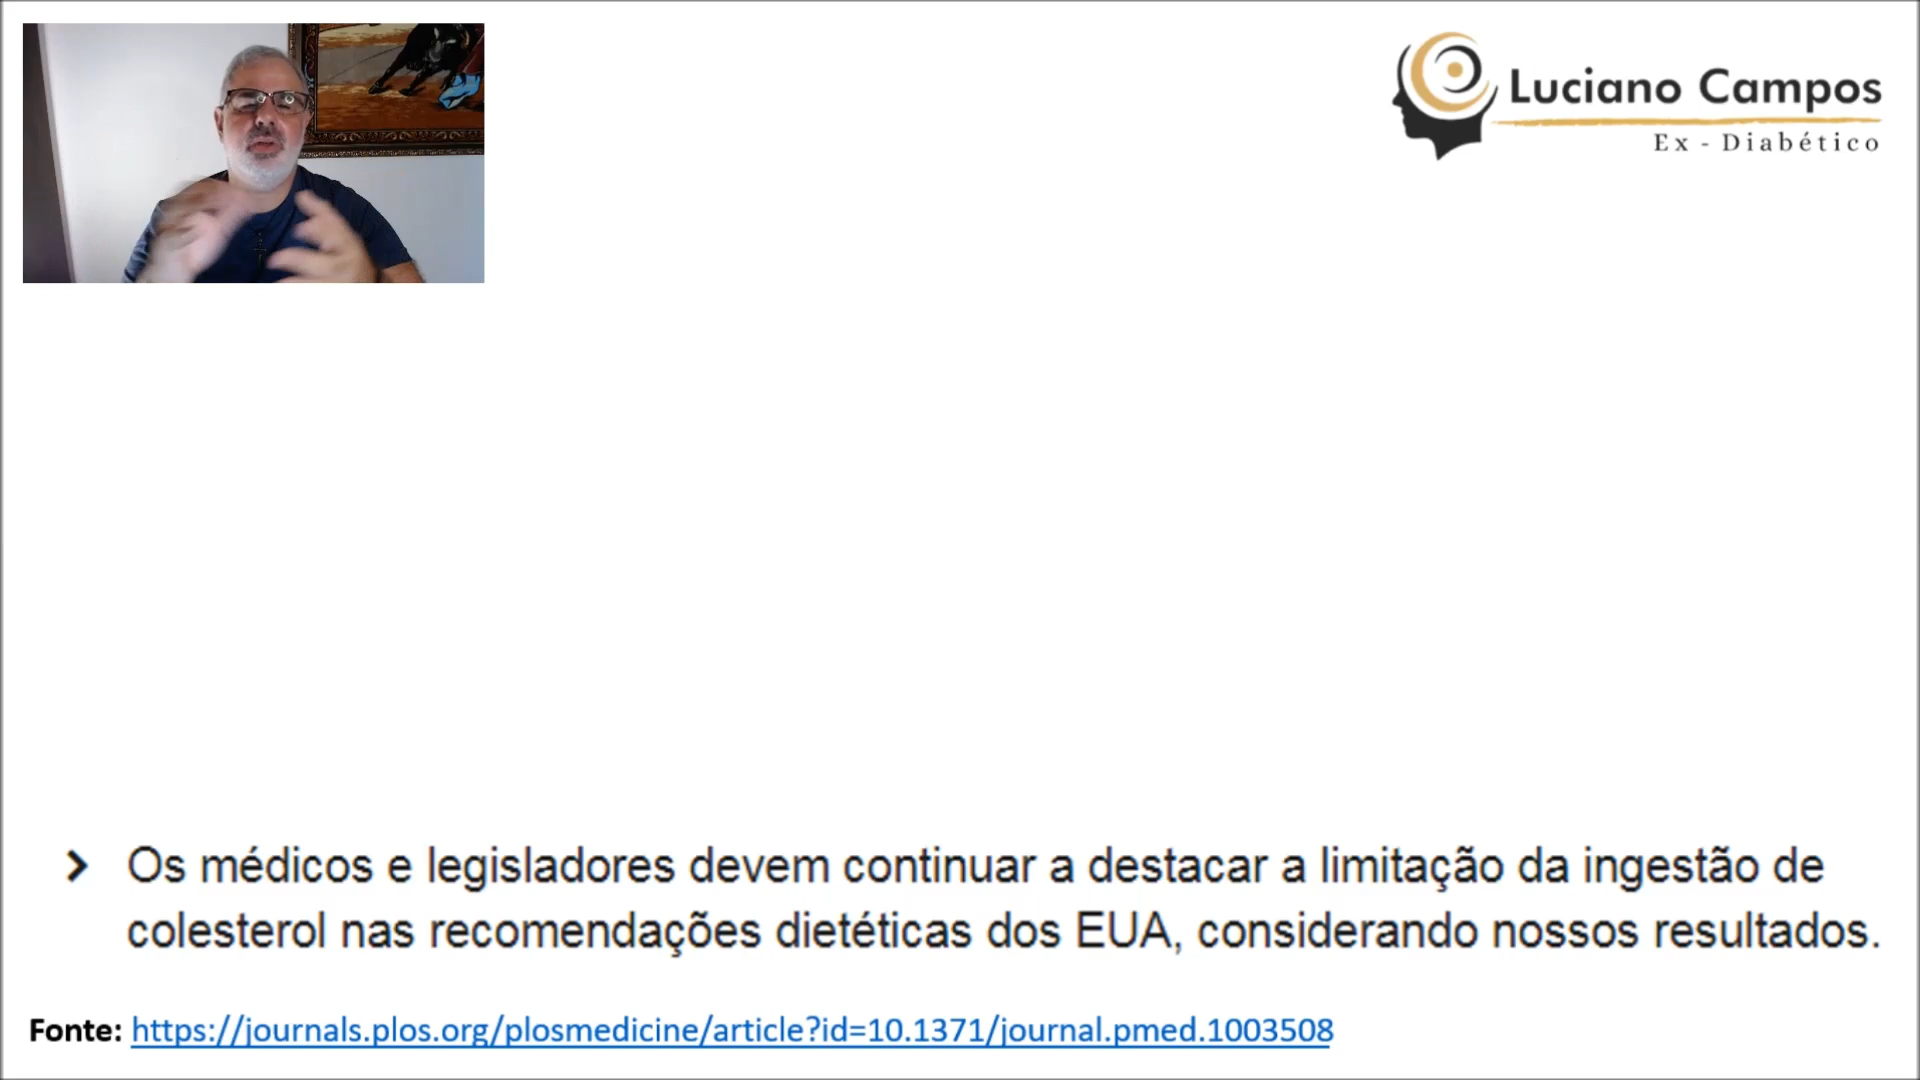 Luciano Campos
Ex - Diabético
Os médicos e legisladores devem continuar a destacar a limitação da ingestão de
colesterol nas recomendações dietéticas dos EUA, considerando nossos resultados.
Fonte: https://journals.plos.org/plosmedicine/article?id=10.1371/journal.pmed.1003508